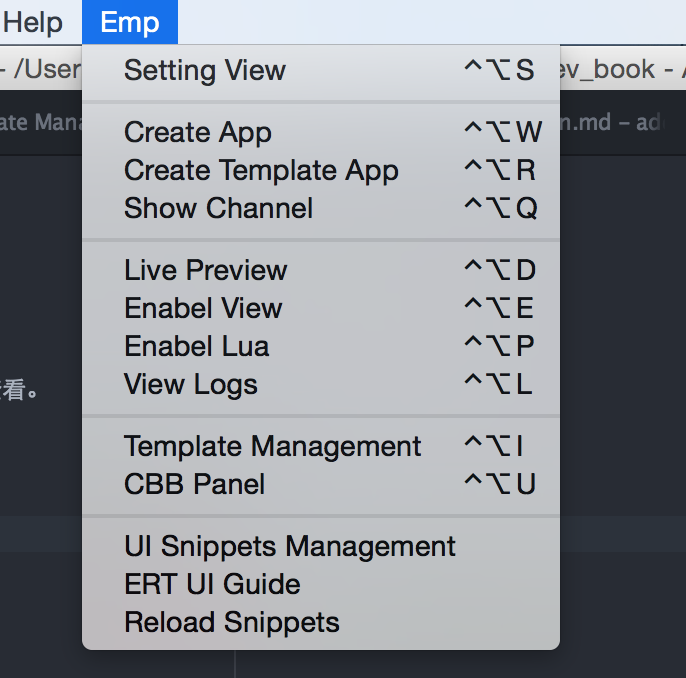 Help Emp
- /User ev_book - /
ate Mana n.md – ad
Setting View ^⌥S
Create App ^⌥W
Create Template App ^⌥R
Show Channel ^⌥Q
Live Preview ^⌥D
Enabel View ^⌥E
Enabel Lua ^⌥P
看。
View Logs ^⌥L
Template Management ^⌥I
CBB Panel ^⌥U
UI Snippets Management
ERT UI Guide
Reload Snippets